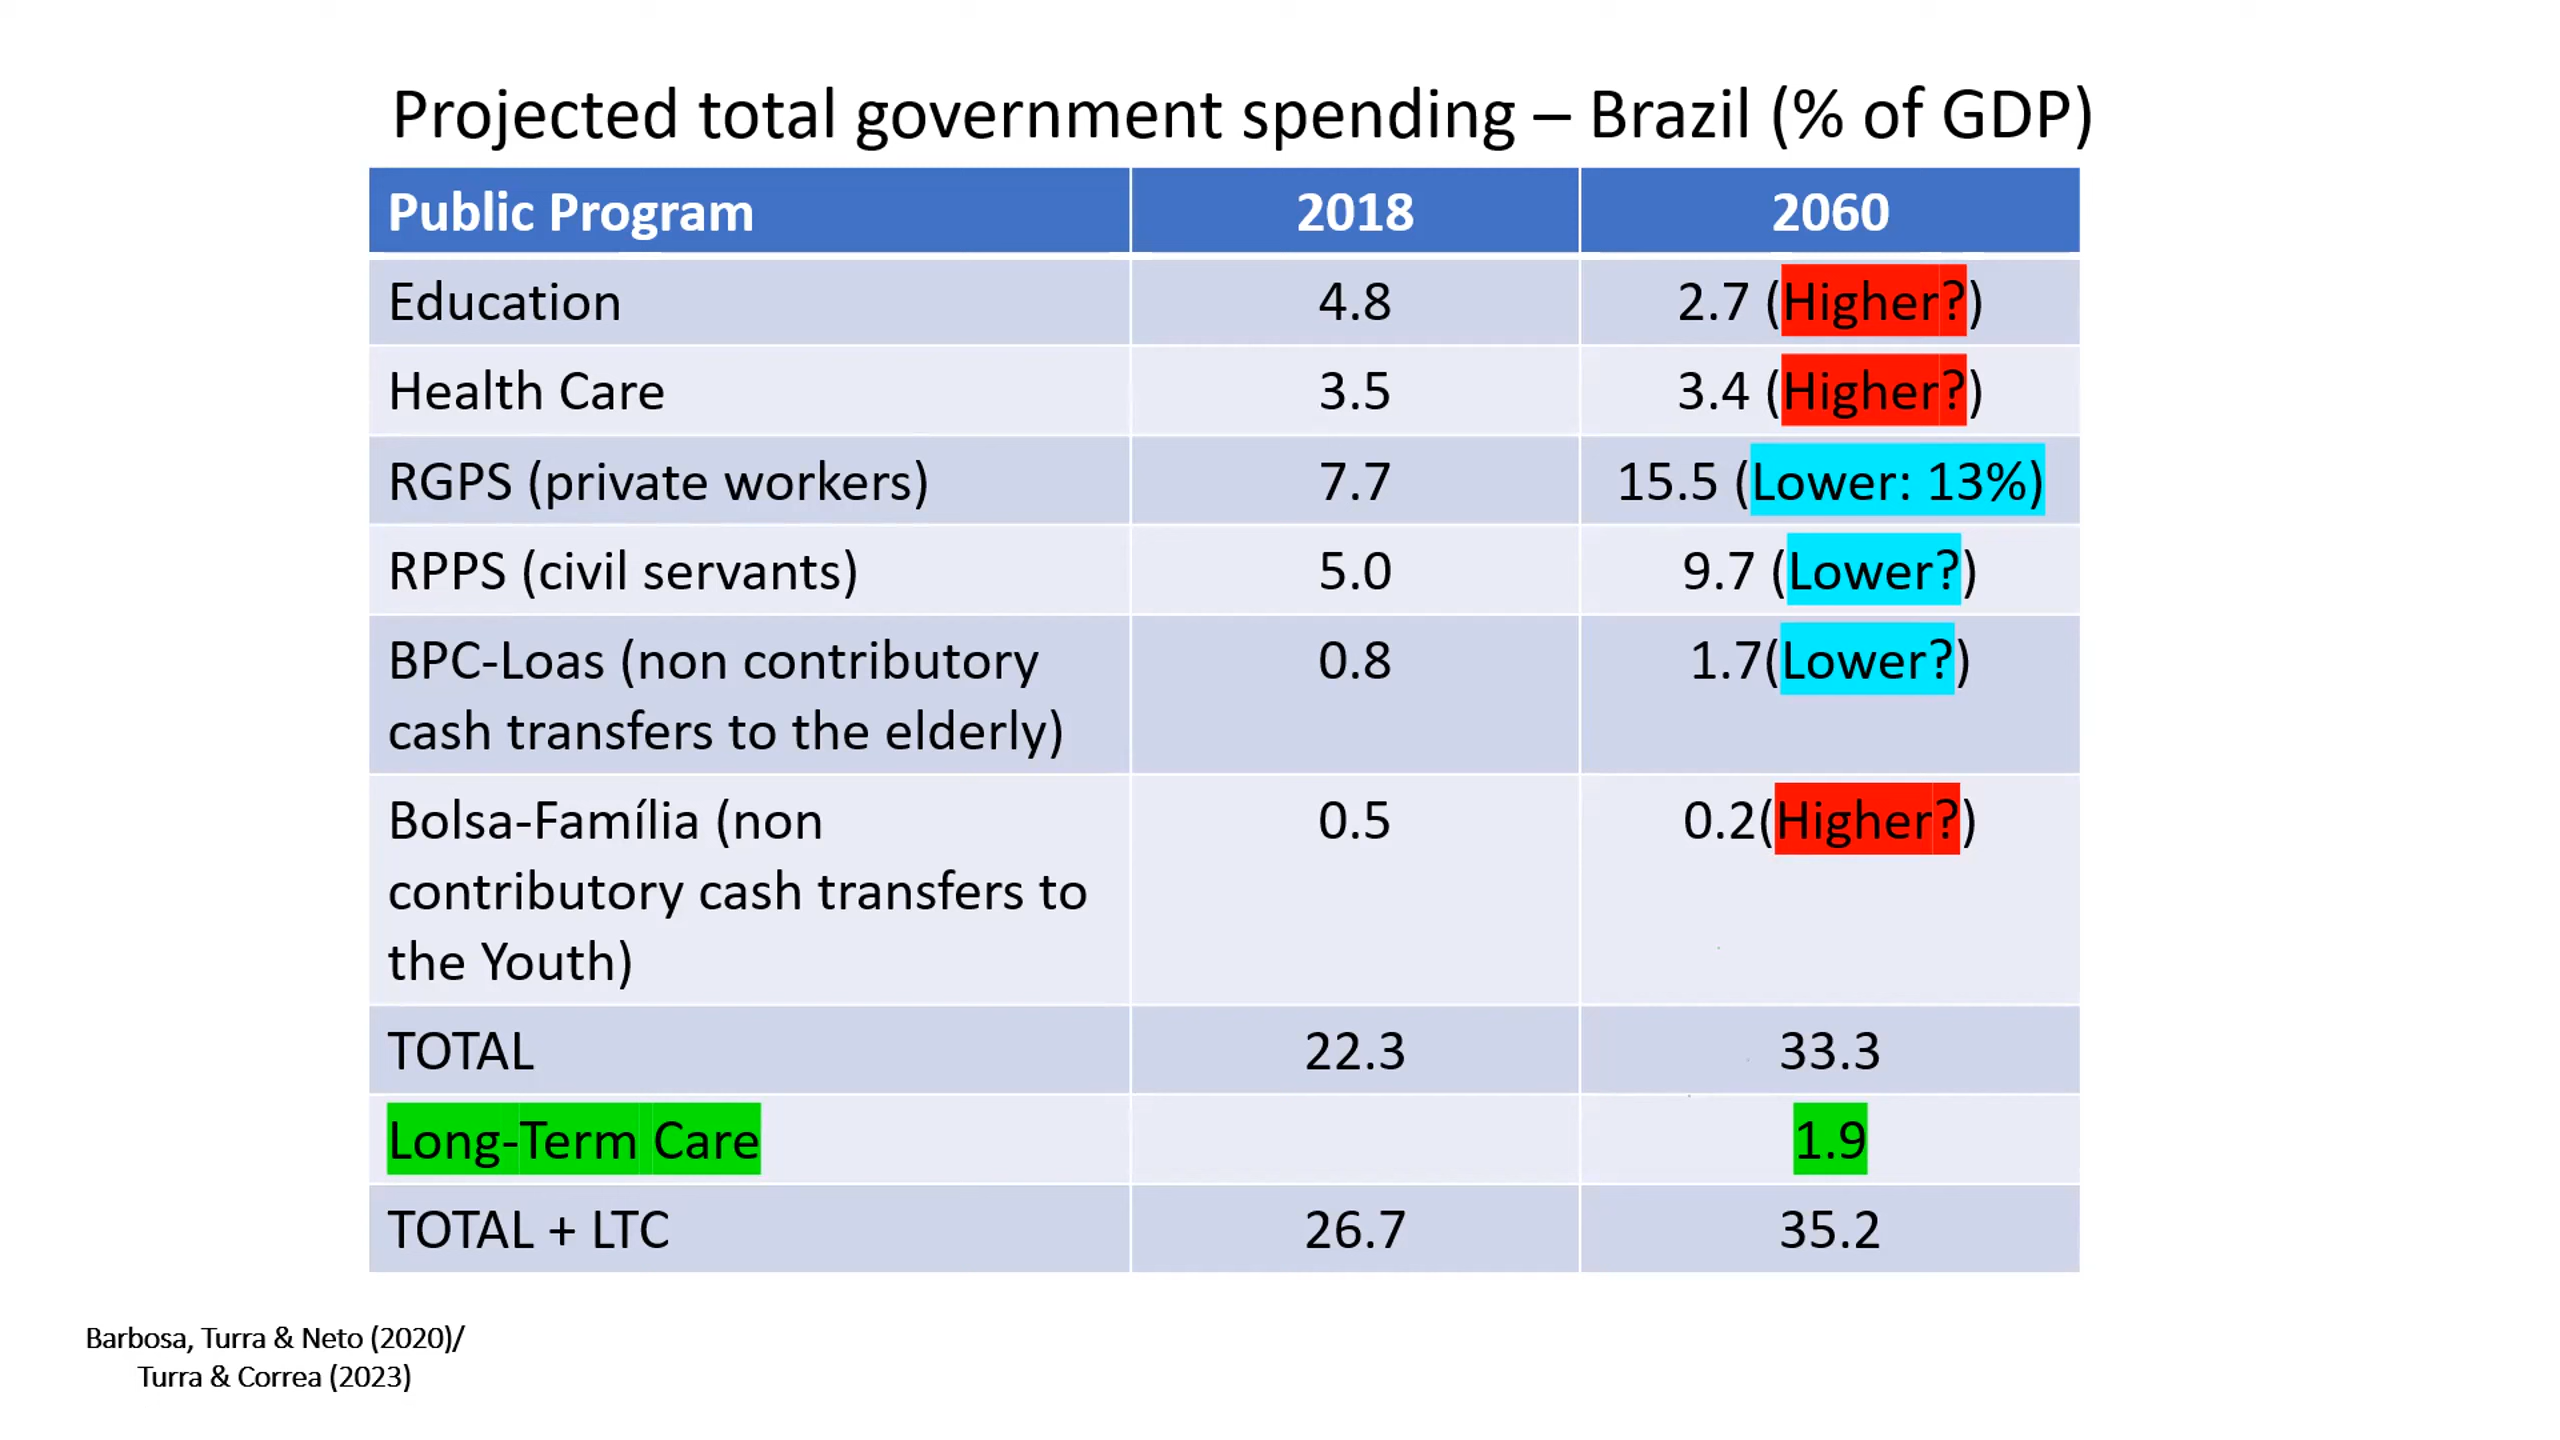 Projected total government spending – Brazil (% of GDP)
Public Program 2018 2060
Education 4.8 2.7 (Higher?)
Health Care 3.5 3.4 (Higher?)
RGPS (private workers) 7.7 15.5 (Lower: 13%)
RPPS (civil servants) 5.0 9.7 (Lower?)
BPC-Loas (non contributory 0.8 1.7(Lower?)
cash transfers to the elderly)
Bolsa-Família (non 0.5 0.2(Higher?)
contributory cash transfers to
the Youth)
TOTAL 22.3 33.3
Long-Term Care 1.9
TOTAL + LTC 26.7 35.2
Barbosa, Turra & Neto (2020)/
Turra & Correa (2023)